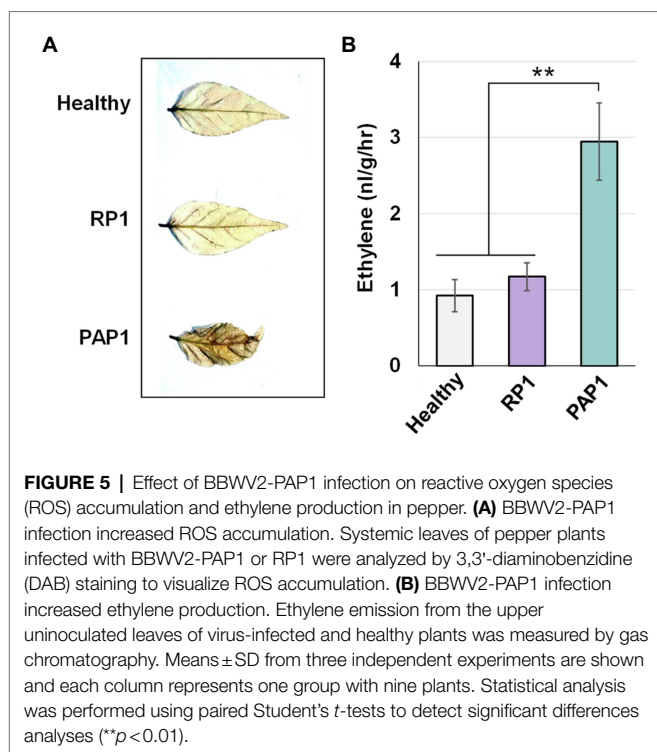 A
Healthy
RP1
PAP1
B
Ethylene (nl/g/hr)
4
3
2
1
0
**
Healthy
RP1
PAP1
FIGURE 5 | Effect of BBWV2-PAP1 infection on reactive oxygen species
(ROS) accumulation and ethylene production in pepper. (A) BBWV2-PAP1
infection increased ROS accumulation. Systemic leaves of pepper plants
infected with BBWV2-PAP1 or RP1 were analyzed by 3,3'-diaminobenzidine
(DAB) staining to visualize ROS accumulation. (B) BBWV2-PAP1 infection
increased ethylene production. Ethylene emission from the upper
uninoculated leaves of virus-infected and healthy plants was measured by gas
chromatography. Means±SD from three independent experiments are shown
and each column represents one group with nine plants. Statistical analysis
was performed using paired Student's t-tests to detect significant differences
analyses (**p<0.01).